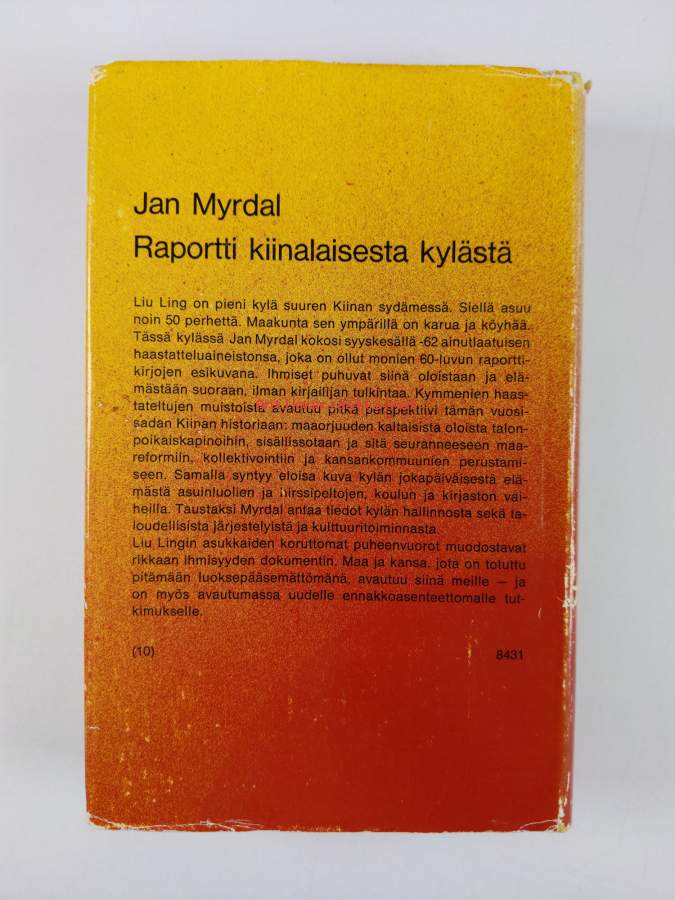 Jan Myrdal
Raportti kiinalaisesta kylästä
Liu Ling on pieni kylä suuren Kiinan sydämessä. Siellä asuu
noin 50 perhettä. Maakunta sen ympärillä on karua ja köyhää.
Tässä kylässä Jan Myrdal kokosi syyskesällä -62 ainutlaatuisen
haastatteluaineistonsa, joka on ollut monien 60-luvun raportti-
kirjojen esikuvana. Ihmiset puhuvat siinä oloistaan ja elä-
mästään suoraan, ilman kirjailijan tulkintaa. Kymmenien haas-
tateltujen muistoista avautuu pitkä perspektiivi tämän vuosi-
sadan Kiinan historiaan: maaorjuuden kaltaisista oloista talon-
poikaiskapinoihin, sisällissotaan ja sitä seuranneeseen maa-
reformiin, kollektivointiin ja kansankommuunien perustami-
seen. Samalla syntyy eloisa kuva kylän jokapäiväisestä elä-
mästä asuinluolien ja hirssipeltojen, koulun ja kirjaston vai-
heilla. Taustaksi Myrdal antaa tiedot kylän hallinnosta sekä ta-
loudellisista järjestelyistä ja kulttuuritoiminnasta.
Liu Lingin asukkaiden koruttomat puheenvuorot muodostavat
rikkaan ihmisyyden dokumentin. Maa ja kansa, jota on totuttu
pitämään luoksepääsemättömänä, avautuu siinä meille — ja
on myös avautumassa uudelle ennakkoasenteettomalle tut-
kimukselle.
(10) 8431